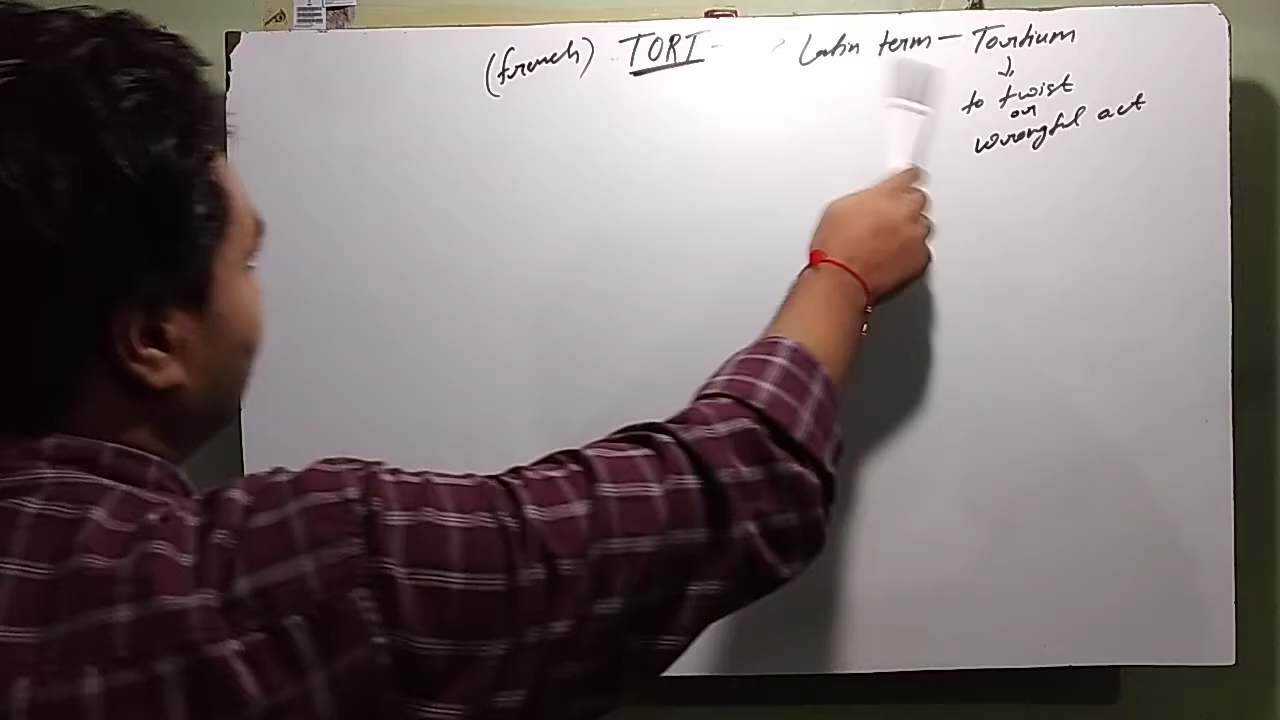 (french) TORT - Latin term - Tortium
↓
to twist
or
wrongful act